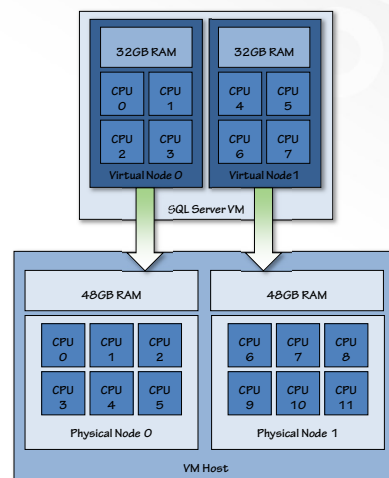 32GB RAM
CPU 0
CPU 1
CPU 2
CPU 3
Virtual Node 0
32GB RAM
CPU 4
CPU 5
CPU 6
CPU 7
Virtual Node 1
SQL Server VM
48GB RAM
CPU 0
CPU 1
CPU 2
CPU 3
CPU 4
CPU 5
Physical Node 0
48GB RAM
CPU 6
CPU 7
CPU 8
CPU 9
CPU 10
CPU 11
Physical Node 1
VM Host